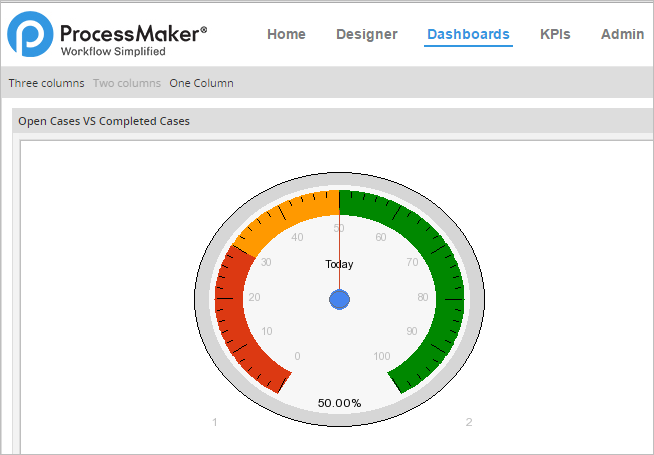 ProcessMaker®
Workflow Simplified
Home Designer Dashboards KPIs Admin
Three columns Two columns One Column
Open Cases VS Completed Cases
50
40 60
Today
30 70
20 80
10 90
0 100
50.00%
1 2